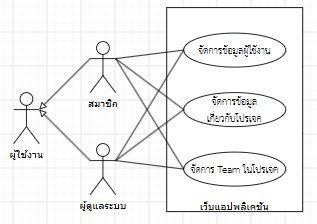 จัดการข้อมูลผู้ใช้งาน
สมาชิก
จัดการข้อมูล
เกี่ยวกับโปรเจค
ผู้ใช้งาน
จัดการ Team ในโปรเจค
ผู้ดูแลระบบ
เว็บแอปพลิเคชัน